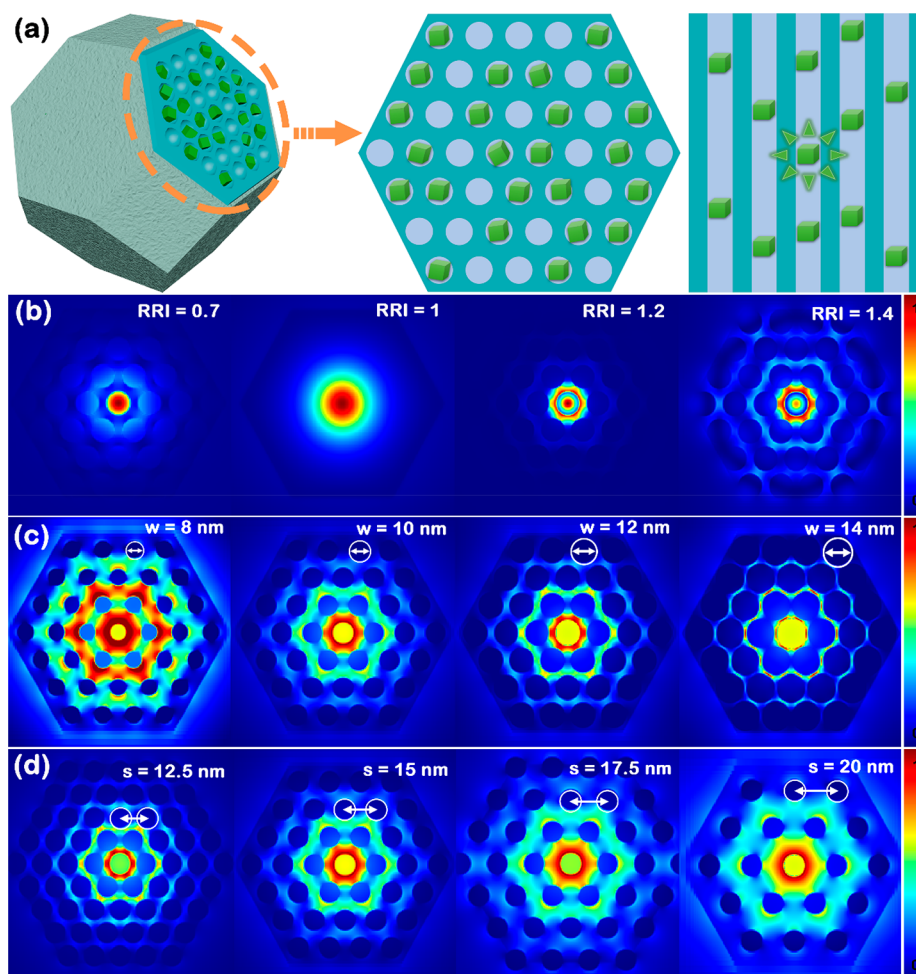 (a)
(b)
RRI = 0.7
RRI = 1
RRI = 1.2
RRI = 1.4
(c)
w = 8 nm
w = 10 nm
w = 12 nm
w = 14 nm
(d)
s = 12.5 nm
s = 15 nm
s = 17.5 nm
s = 20 nm